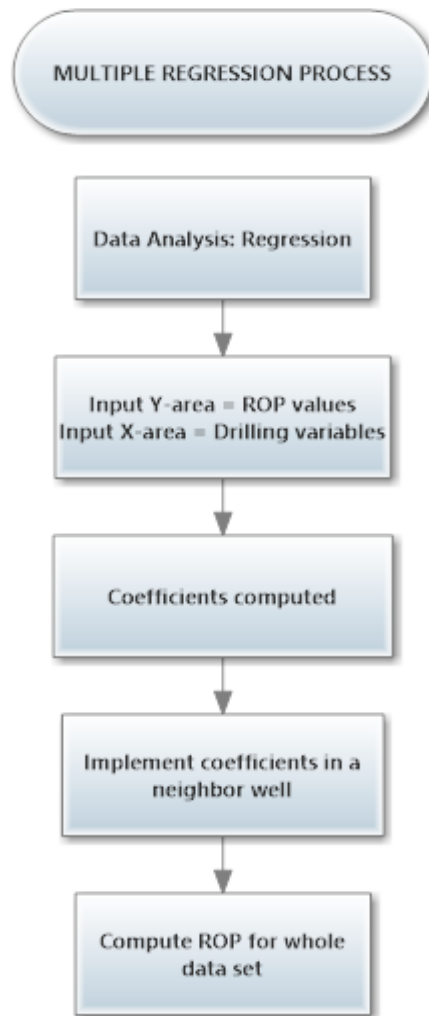 MULTIPLE REGRESSION PROCESS
Data Analysis: Regression
Input Y-area = ROP values
Input X-area = Drilling variables
Coefficients computed
Implement coefficients in a
neighbor well
Compute ROP for whole
data set